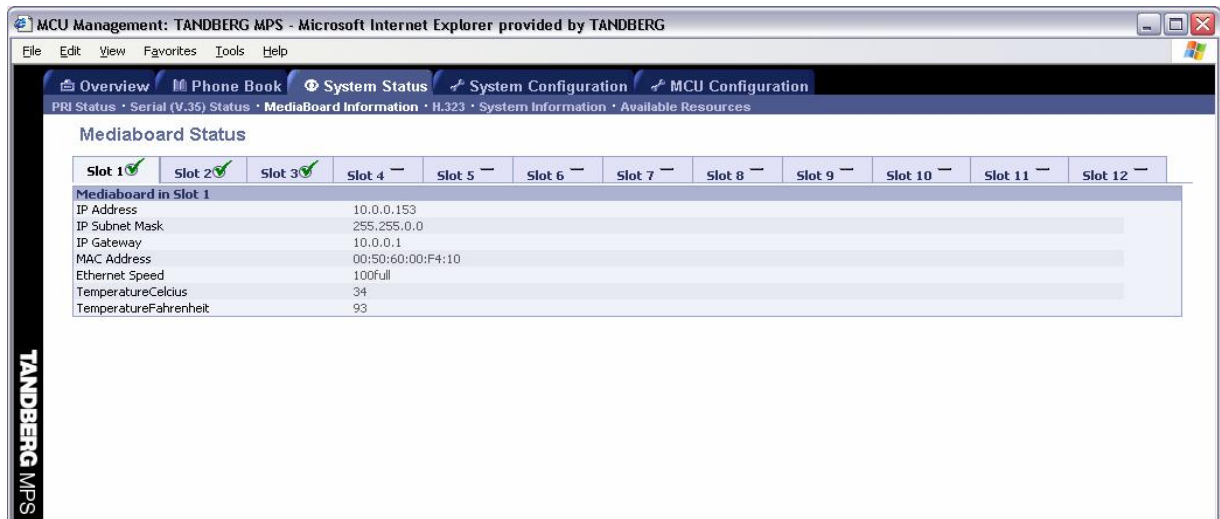 MCU Management: TANDBERG MPS - Microsoft Internet Explorer provided by TANDBERG
File Edit View Favorites Tools Help
Overview Phone Book System Status System Configuration MCU Configuration
PRI Status · Serial (V.35) Status · MediaBoard Information · H.323 · System Information · Available Resources
Mediaboard Status
Slot 1 Slot 2 Slot 3 Slot 4 Slot 5 Slot 6 Slot 7 Slot 8 Slot 9 Slot 10 Slot 11 Slot 12
Mediaboard in Slot 1
IP Address 10.0.0.153
IP Subnet Mask 255.255.0.0
IP Gateway 10.0.0.1
MAC Address 00:50:60:00:F4:10
Ethernet Speed 100full
TemperatureCelcius 34
TemperatureFahrenheit 93
TANDBERG MPS